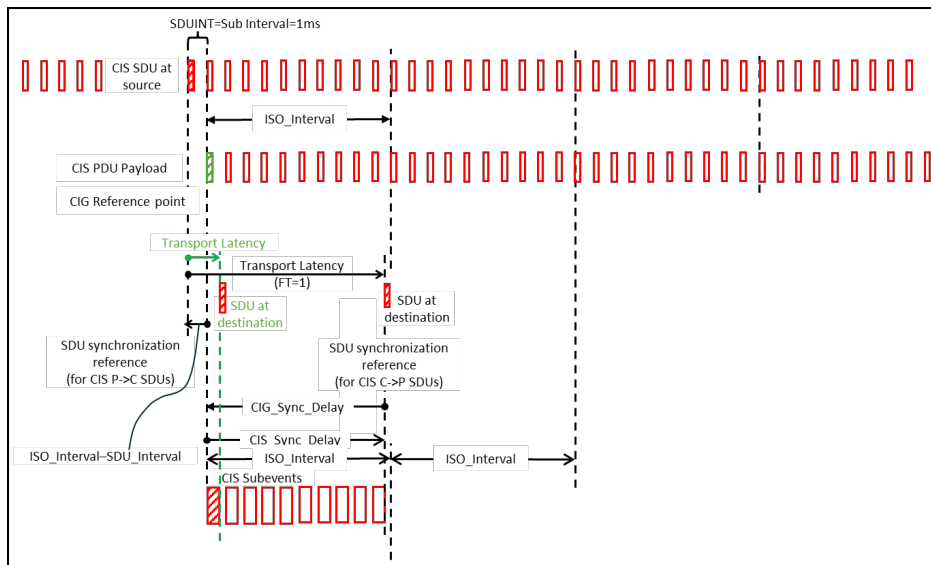 SDUINT=Sub Interval=1ms
CIS SDU at
source
ISO_Interval
CIS PDU Payload
CIG Reference point
Transport Latency
Transport Latency
(FT=1)
SDU at
destination
SDU at
destination
SDU synchronization
reference
(for CIS P->C SDUs)
SDU synchronization
reference
(for CIS C->P SDUs)
CIG_Sync_Delay
CIS_Sync_Delay
ISO_Interval–SDU_Interval
ISO_Interval
ISO_Interval
CIS Subevents